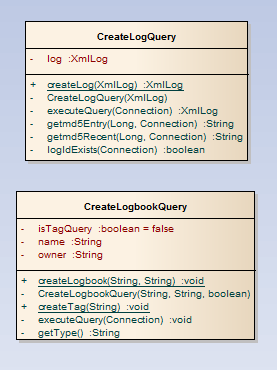 CreateLogQuery
- log :XmlLog
+ createLog(XmlLog) :XmlLog
- CreateLogQuery(XmlLog)
- executeQuery(Connection) :XmlLog
- getmd5Entry(Long, Connection) :String
- getmd5Recent(Long, Connection) :String
- logIdExists(Connection) :boolean
CreateLogbookQuery
- isTagQuery :boolean = false
- name :String
- owner :String
+ createLogbook(String, String) :void
- CreateLogbookQuery(String, String, boolean)
+ createTag(String) :void
- executeQuery(Connection) :void
- getType() :String